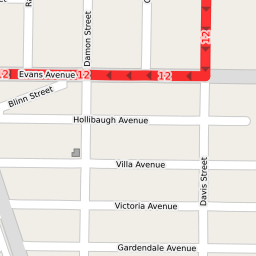 Damon Street
12
12
Evans Avenue
12
12
Blinn Street
Hollibaugh Avenue
Villa Avenue
Davis Street
Victoria Avenue
Gardendale Avenue